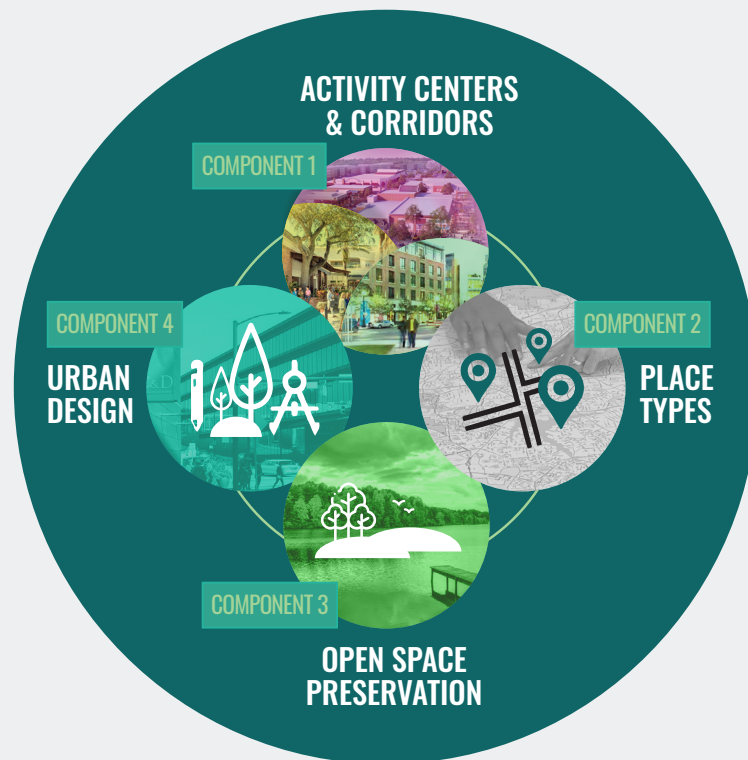 ACTIVITY CENTERS
& CORRIDORS
COMPONENT 1
COMPONENT 4
URBAN
DESIGN
COMPONENT 2
PLACE
TYPES
COMPONENT 3
OPEN SPACE
PRESERVATION